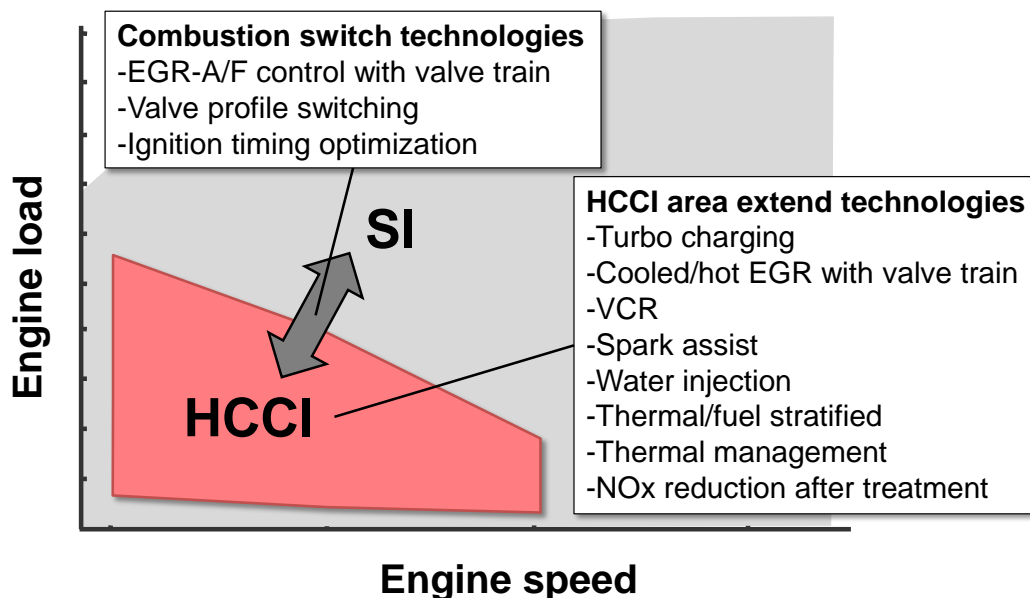 Combustion switch technologies
-EGR-A/F control with valve train
-Valve profile switching
-Ignition timing optimization
HCCI area extend technologies
-Turbo charging
-Cooled/hot EGR with valve train
-VCR
-Spark assist
-Water injection
-Thermal/fuel stratified
-Thermal management
-NOx reduction after treatment
SI
HCCI
Engine load
Engine speed